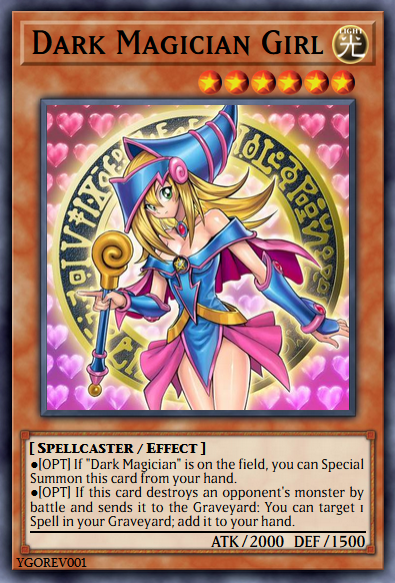 DARK MAGICIAN GIRL
LIGHT
光
[ SPELLCASTER / EFFECT ]
●[OPT] If "Dark Magician" is on the field, you can Special
Summon this card from your hand.
●[OPT] If this card destroys an opponent's monster by
battle and sends it to the Graveyard: You can target 1
Spell in your Graveyard; add it to your hand.
ATK/2000 DEF/1500
YGOREV001